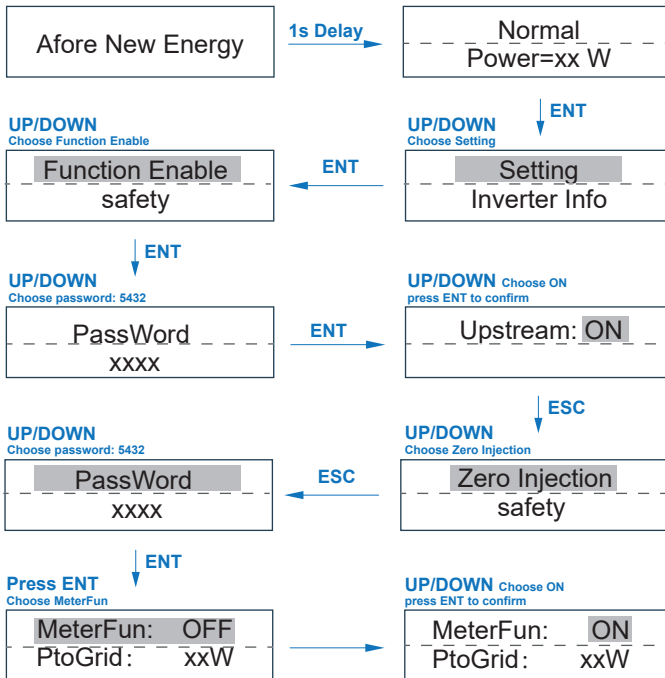 Afore New Energy
1s Delay
Normal
Power=xx W
ENT
UP/DOWN
Choose Function Enable
Function Enable
safety
ENT
UP/DOWN
Choose Setting
Setting
Inverter Info
ENT
UP/DOWN
Choose password: 5432
PassWord
xxxx
ENT
UP/DOWN Choose ON
press ENT to confirm
Upstream: ON
ESC
UP/DOWN
Choose password: 5432
PassWord
xxxx
ESC
UP/DOWN
Choose Zero Injection
Zero Injection
safety
ENT
Press ENT
Choose MeterFun
MeterFun: OFF
PtoGrid: xxW
UP/DOWN Choose ON
press ENT to confirm
MeterFun: ON
PtoGrid: xxW